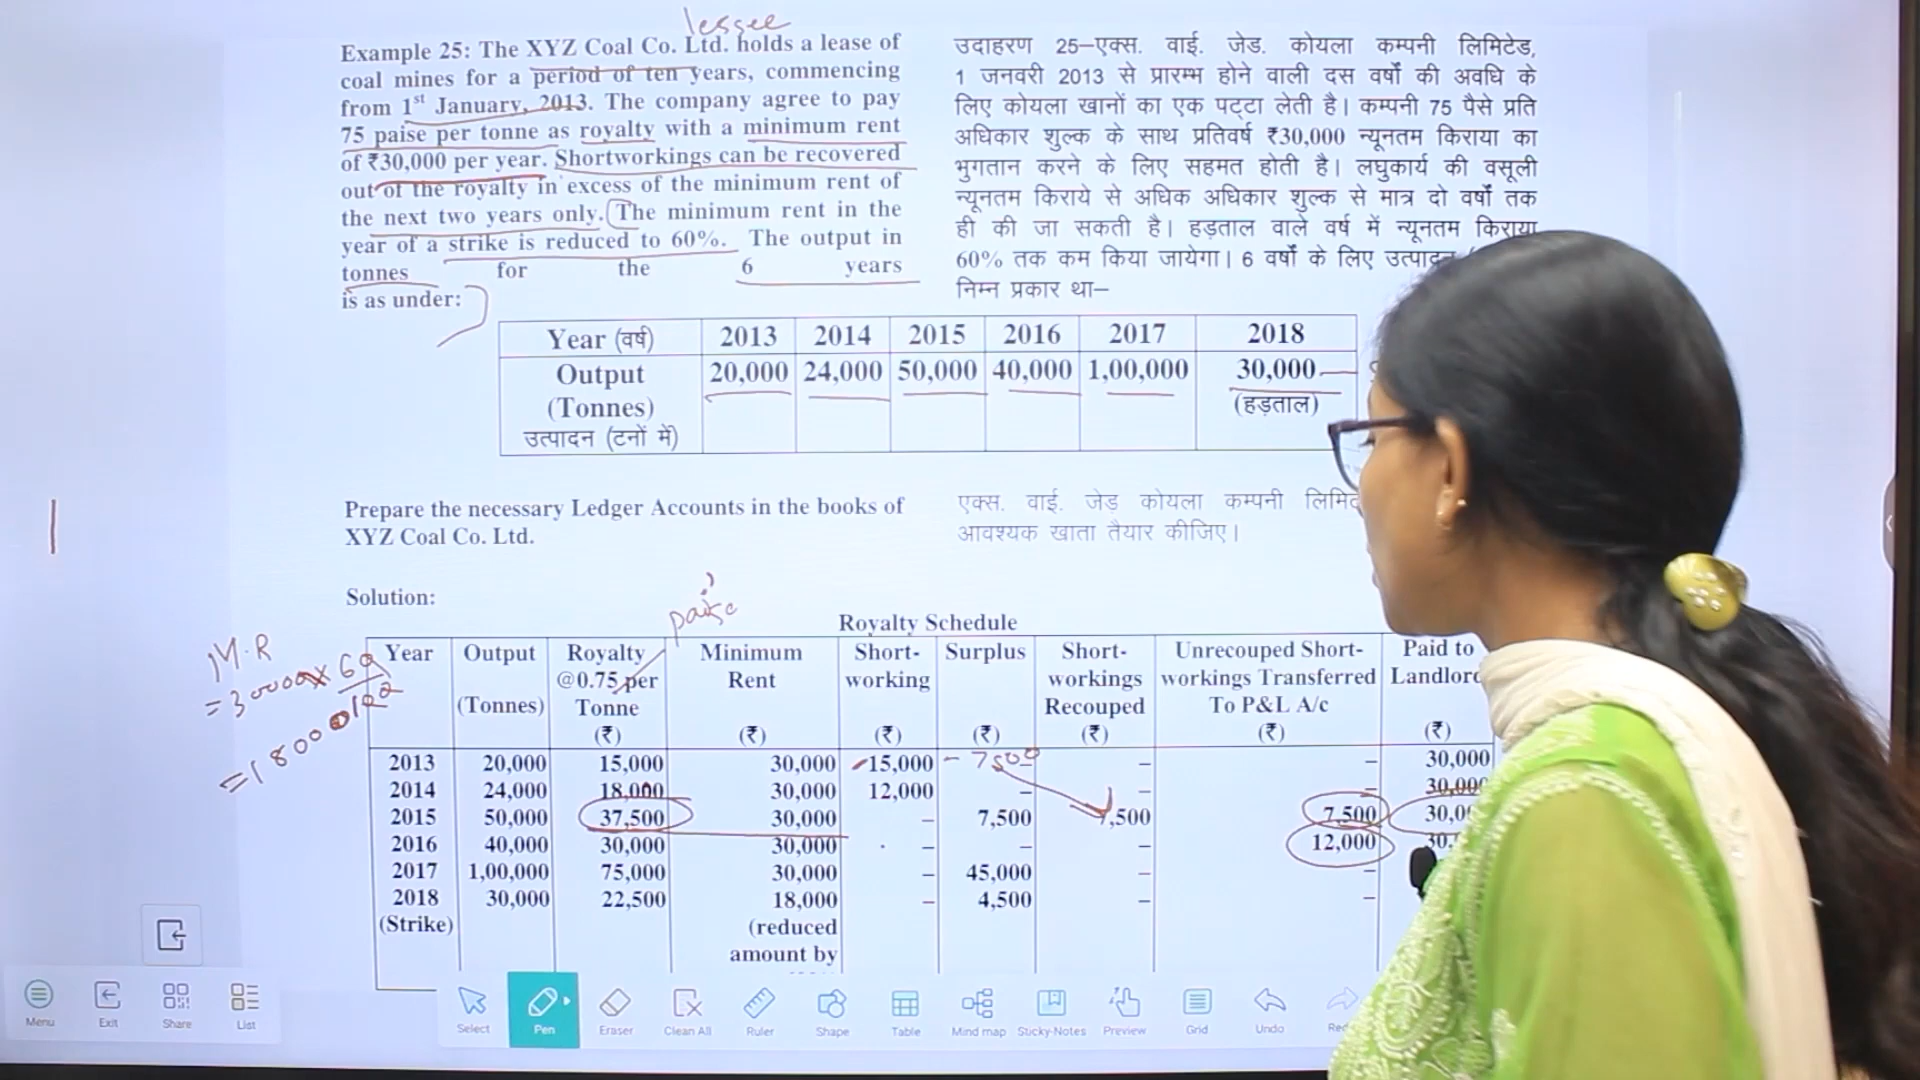 lessee
Example 25: The XYZ Coal Co. Ltd. holds a lease of
coal mines for a period of ten years, commencing
from 1st January, 2013. The company agree to pay
75 paise per tonne as royalty with a minimum rent
of ₹30,000 per year. Shortworkings can be recovered
out of the royalty in excess of the minimum rent of
the next two years only. The minimum rent in the
year of a strike is reduced to 60%. The output in
tonnes for the 6 years
is as under:
उदाहरण 25–एक्स. वाई. जेड. कोयला कम्पनी लिमिटेड,
1 जनवरी 2013 से प्रारम्भ होने वाली दस वर्षों की अवधि के
लिए कोयला खानों का एक पट्टा लेती है। कम्पनी 75 पैसे प्रति
अधिकार शुल्क के साथ प्रतिवर्ष ₹30,000 न्यूनतम किराया का
भुगतान करने के लिए सहमत होती है। लघुकार्य की वसूली
न्यूनतम किराये से अधिक अधिकार शुल्क से मात्र दो वर्षों तक
ही की जा सकती है। हड़ताल वाले वर्ष में न्यूनतम किराया
60% तक कम किया जायेगा। 6 वर्षों के लिए उत्पादन
निम्न प्रकार था–
Year (वर्ष) 2013 2014 2015 2016 2017 2018
Output 20,000 24,000 50,000 40,000 1,00,000 30,000
(Tonnes) (हड़ताल)
उत्पादन (टनों में)
Prepare the necessary Ledger Accounts in the books of
XYZ Coal Co. Ltd.
एक्स. वाई. जेड़ कोयला कम्पनी
आवश्यक खाता तैयार कीजिए।
Solution:
paise
Royalty Schedule
M.R
=30000×60/100
=18000
Year Output Royalty Minimum Short- Surplus Short- Unrecouped Short- Paid to
@0.75 per Rent working workings workings Transferred Landlord
(Tonnes) Tonne Recouped To P&L A/c
(₹) (₹) (₹) (₹) (₹) (₹) (₹)
2013 20,000 15,000 30,000 15,000 – 7500 – – 30,000
2014 24,000 18,000 30,000 12,000 – – – 30,000
2015 50,000 37,500 30,000 – 7,500 7,500 7,500
2016 40,000 30,000 30,000 – – – 12,000
2017 1,00,000 75,000 30,000 – 45,000 – –
2018 30,000 22,500 18,000 – 4,500 – –
(Strike) (reduced
amount by
Menu
Exit
Share
List
Select
Pen
Eraser
Clean All
Ruler
Shape
Table
Mind map
Sticky-Notes
Preview
Grid
Undo